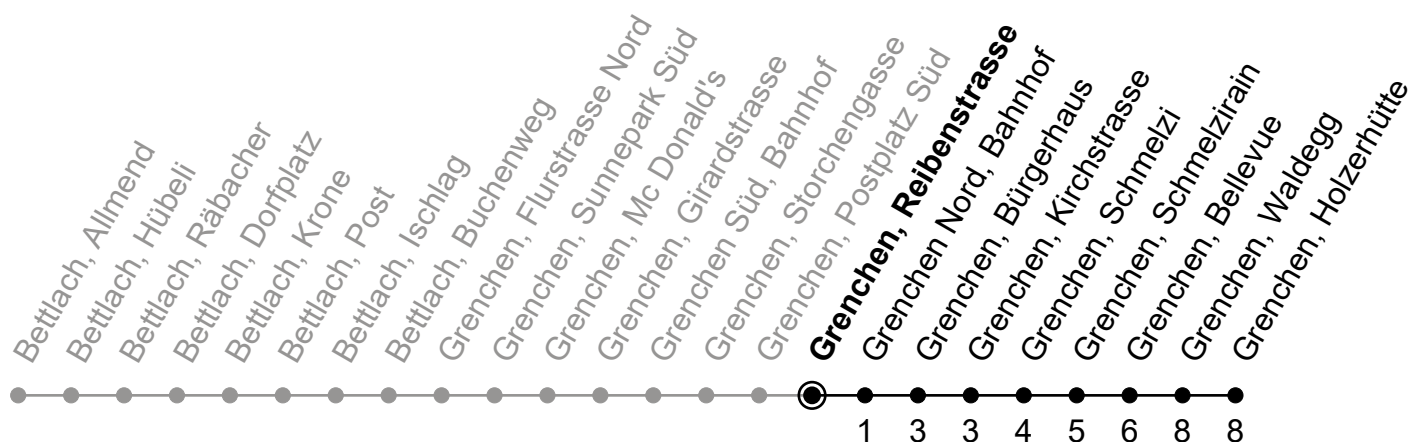 Bettlach, Allmend
Bettlach, Hübeli
Bettlach, Räbacher
Bettlach, Dorfplatz
Bettlach, Krone
Bettlach, Post
Bettlach, Ischlag
Bettlach, Buchenweg
Grenchen, Flurstrasse Nord
Grenchen, Sunnepark Süd
Grenchen, Mc Donald's
Grenchen, Girardstrasse
Grenchen Süd, Bahnhof
Grenchen, Storchengasse
Grenchen, Postplatz Süd
Grenchen, Reibenstrasse
Grenchen Nord, Bahnhof
Grenchen, Bürgerhaus
Grenchen, Kirchstrasse
Grenchen, Schmelzi
Grenchen, Schmelzirain
Grenchen, Bellevue
Grenchen, Waldegg
Grenchen, Holzerhütte
1 3 3 4 5 6 8 8